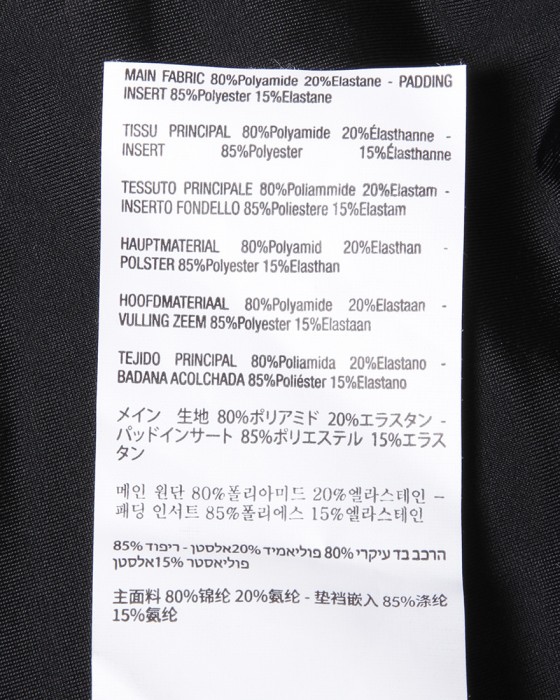 MAIN FABRIC 80%Polyamide 20%Elastane - PADDING
INSERT 85%Polyester 15%Elastane
TISSU PRINCIPAL 80%Polyamide 20%Élasthanne -
INSERT 85%Polyester 15%Élasthanne
TESSUTO PRINCIPALE 80%Poliammide 20%Elastam -
INSERTO FONDELLO 85%Poliestere 15%Elastam
HAUPTMATERIAL 80%Polyamid 20%Elasthan -
POLSTER 85%Polyester 15%Elasthan
HOOFDMATERIAAL 80%Polyamide 20%Elastaan -
VULLING ZEEM 85%Polyester 15%Elastaan
TEJIDO PRINCIPAL 80%Poliamida 20%Elastano -
BADANA ACOLCHADA 85%Poliéster 15%Elastano
メイン 生地 80%ポリアミド 20%エラスタン -
パッドインサート 85%ポリエステル 15%エラス
タン
메인 원단 80%폴리아미드 20%엘라스테인 –
패딩 인서트 85%폴리에스 15%엘라스테인
הרכב בד עיקרי 80% פוליאמיד 20%אלסטן - ריפוד 85%
פוליאסטר 15%אלסטן
主面料 80%锦纶 20%氨纶 - 垫裆嵌入 85%涤纶
15%氨纶